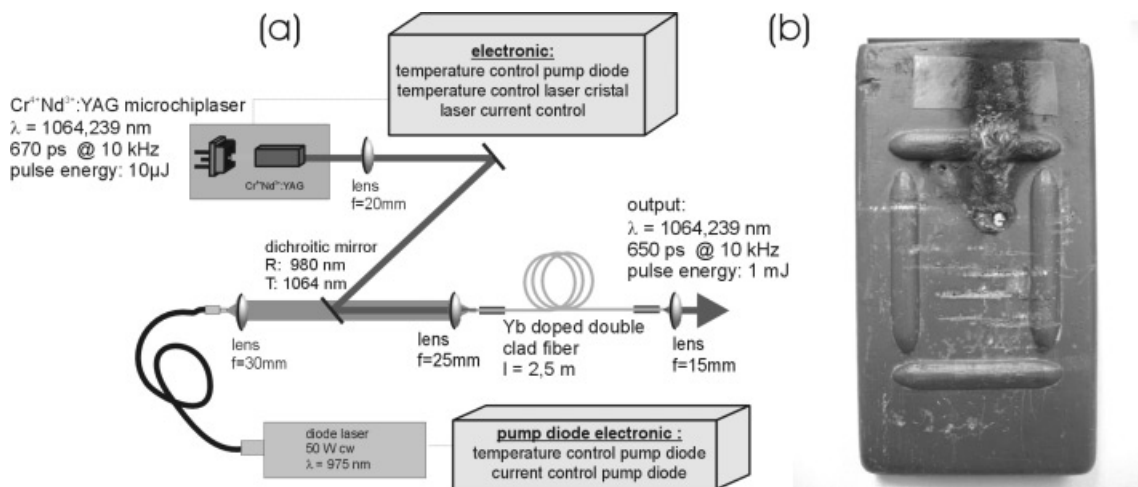 (a)
(b)
electronic:
temperature control pump diode
temperature control laser cristal
laser current control
Cr⁴⁺Nd³⁺:YAG microchiplaser
λ = 1064,239 nm
670 ps @ 10 kHz
pulse energy: 10µJ
Cr⁴⁺Nd³⁺:YAG
lens
f=20mm
dichroitic mirror
R: 980 nm
T: 1064 nm
output:
λ = 1064,239 nm
650 ps @ 10 kHz
pulse energy: 1 mJ
lens
f=30mm
lens
f=25mm
Yb doped double
clad fiber
l = 2,5 m
lens
f=15mm
diode laser
50 W cw
λ = 975 nm
pump diode electronic :
temperature control pump diode
current control pump diode